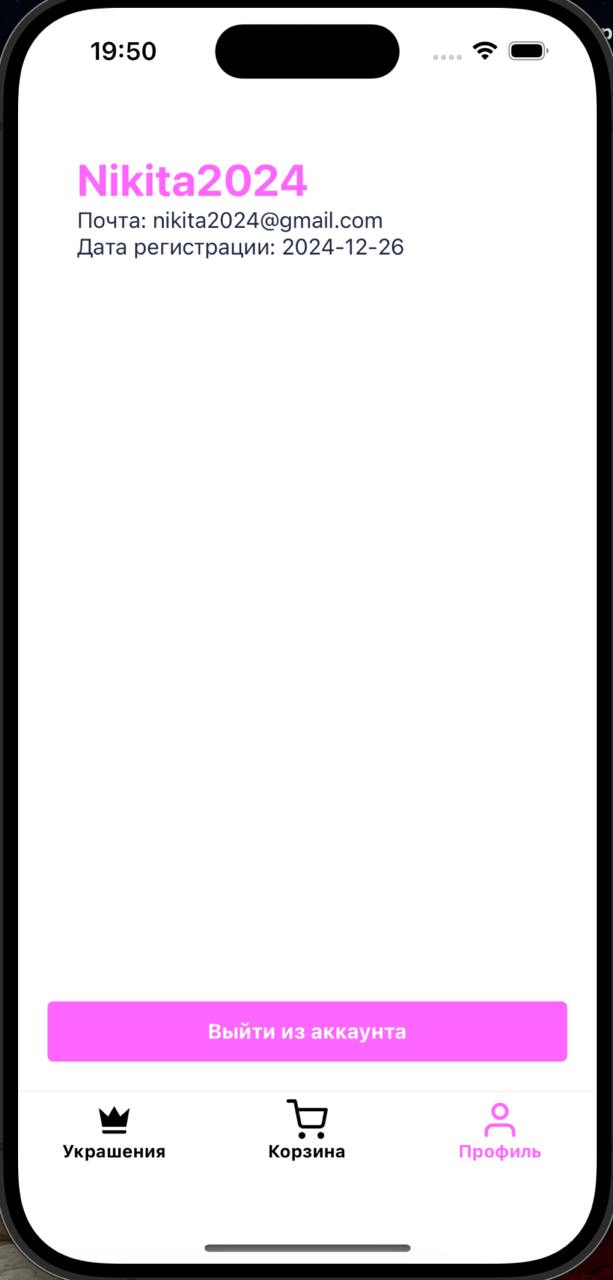 19:50
Nikita2024
Почта: nikita2024@gmail.com
Дата регистрации: 2024-12-26
Выйти из аккаунта
Украшения
Корзина
Профиль